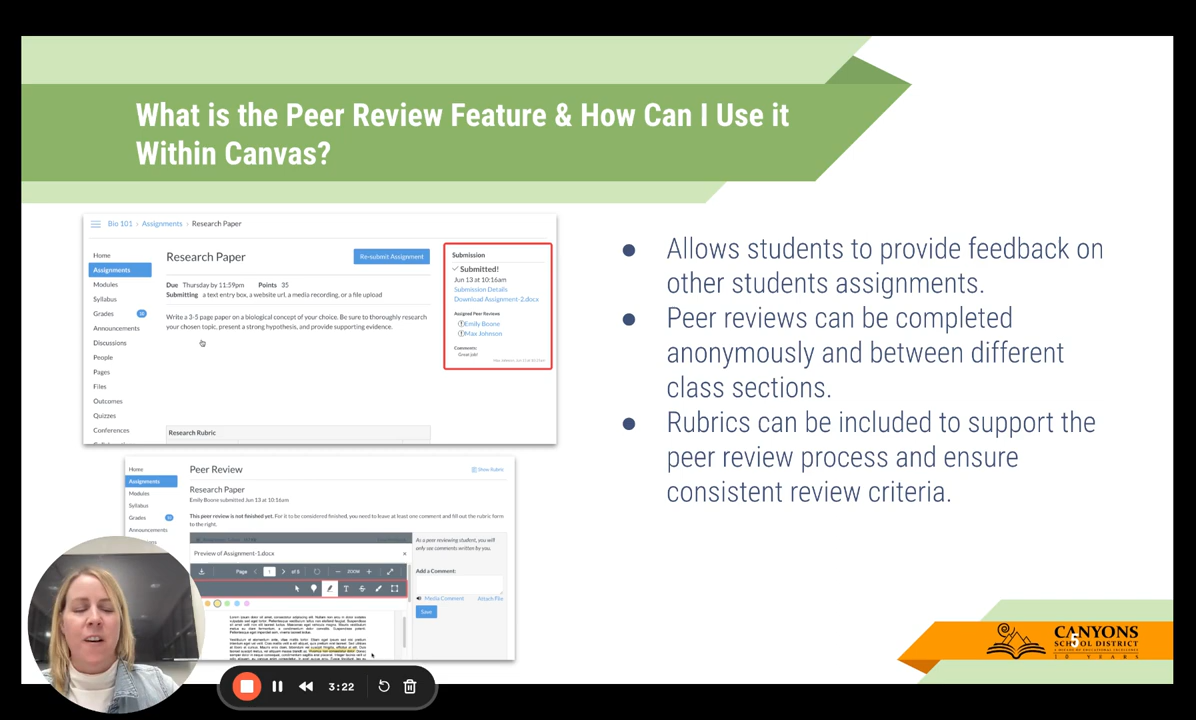 What is the Peer Review Feature & How Can I Use it
Within Canvas?
Bio 101 › Assignments › Research Paper
Home
Assignments
Modules
Syllabus
Grades
Announcements
Discussions
People
Pages
Files
Outcomes
Quizzes
Conferences
Research Paper
Re-submit Assignment
Due Thursday by 11:59pm Points 35
Submitting a text entry box, a website url, a media recording, or a file upload
Write a 3-5 page paper on a biological concept of your choice. Be sure to thoroughly research
your chosen topic, present a strong hypothesis, and provide supporting evidence.
Research Rubric
Submission
Submitted!
Jun 13 at 10:16am
Submission Details
Download Assignment-2.docx
Assigned Peer Reviews
Emily Boone
Max Johnson
Comments:
Great job!
Home
Assignments
Modules
Syllabus
Grades
Announcements
Peer Review
Show Rubric
Research Paper
Emily Boone submitted Jun 13 at 10:16am
This peer review is not finished yet. For it to be considered finished, you need to leave at least one comment and fill out the rubric form
to the right.
Preview of Assignment-1.docx
Page 1 of 8
ZOOM
As a peer reviewing student, you will
only see comments written by you.
Add a Comment:
Media Comment Attach File
Save
Allows students to provide feedback on
other students assignments.
Peer reviews can be completed
anonymously and between different
class sections.
Rubrics can be included to support the
peer review process and ensure
consistent review criteria.
CANYONS
SCHOOL DISTRICT
10 YEARS
5
3:22